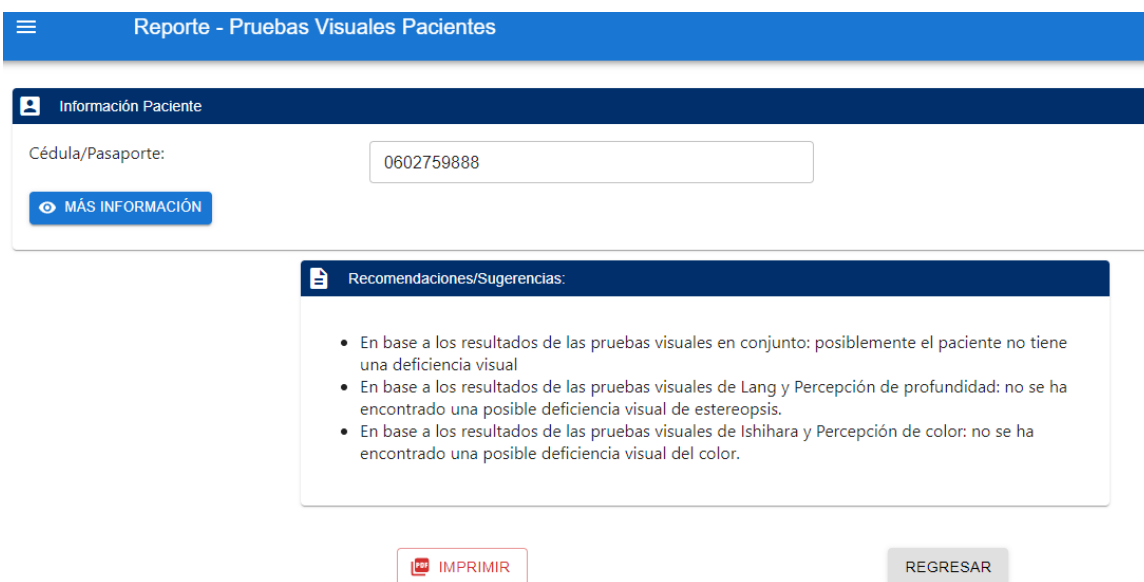 Reporte - Pruebas Visuales Pacientes
Información Paciente
Cédula/Pasaporte:
0602759888
MÁS INFORMACIÓN
Recomendaciones/Sugerencias:
• En base a los resultados de las pruebas visuales en conjunto: posiblemente el paciente no tiene
una deficiencia visual
• En base a los resultados de las pruebas visuales de Lang y Percepción de profundidad: no se ha
encontrado una posible deficiencia visual de estereopsis.
• En base a los resultados de las pruebas visuales de Ishihara y Percepción de color: no se ha
encontrado una posible deficiencia visual del color.
PDF IMPRIMIR
REGRESAR